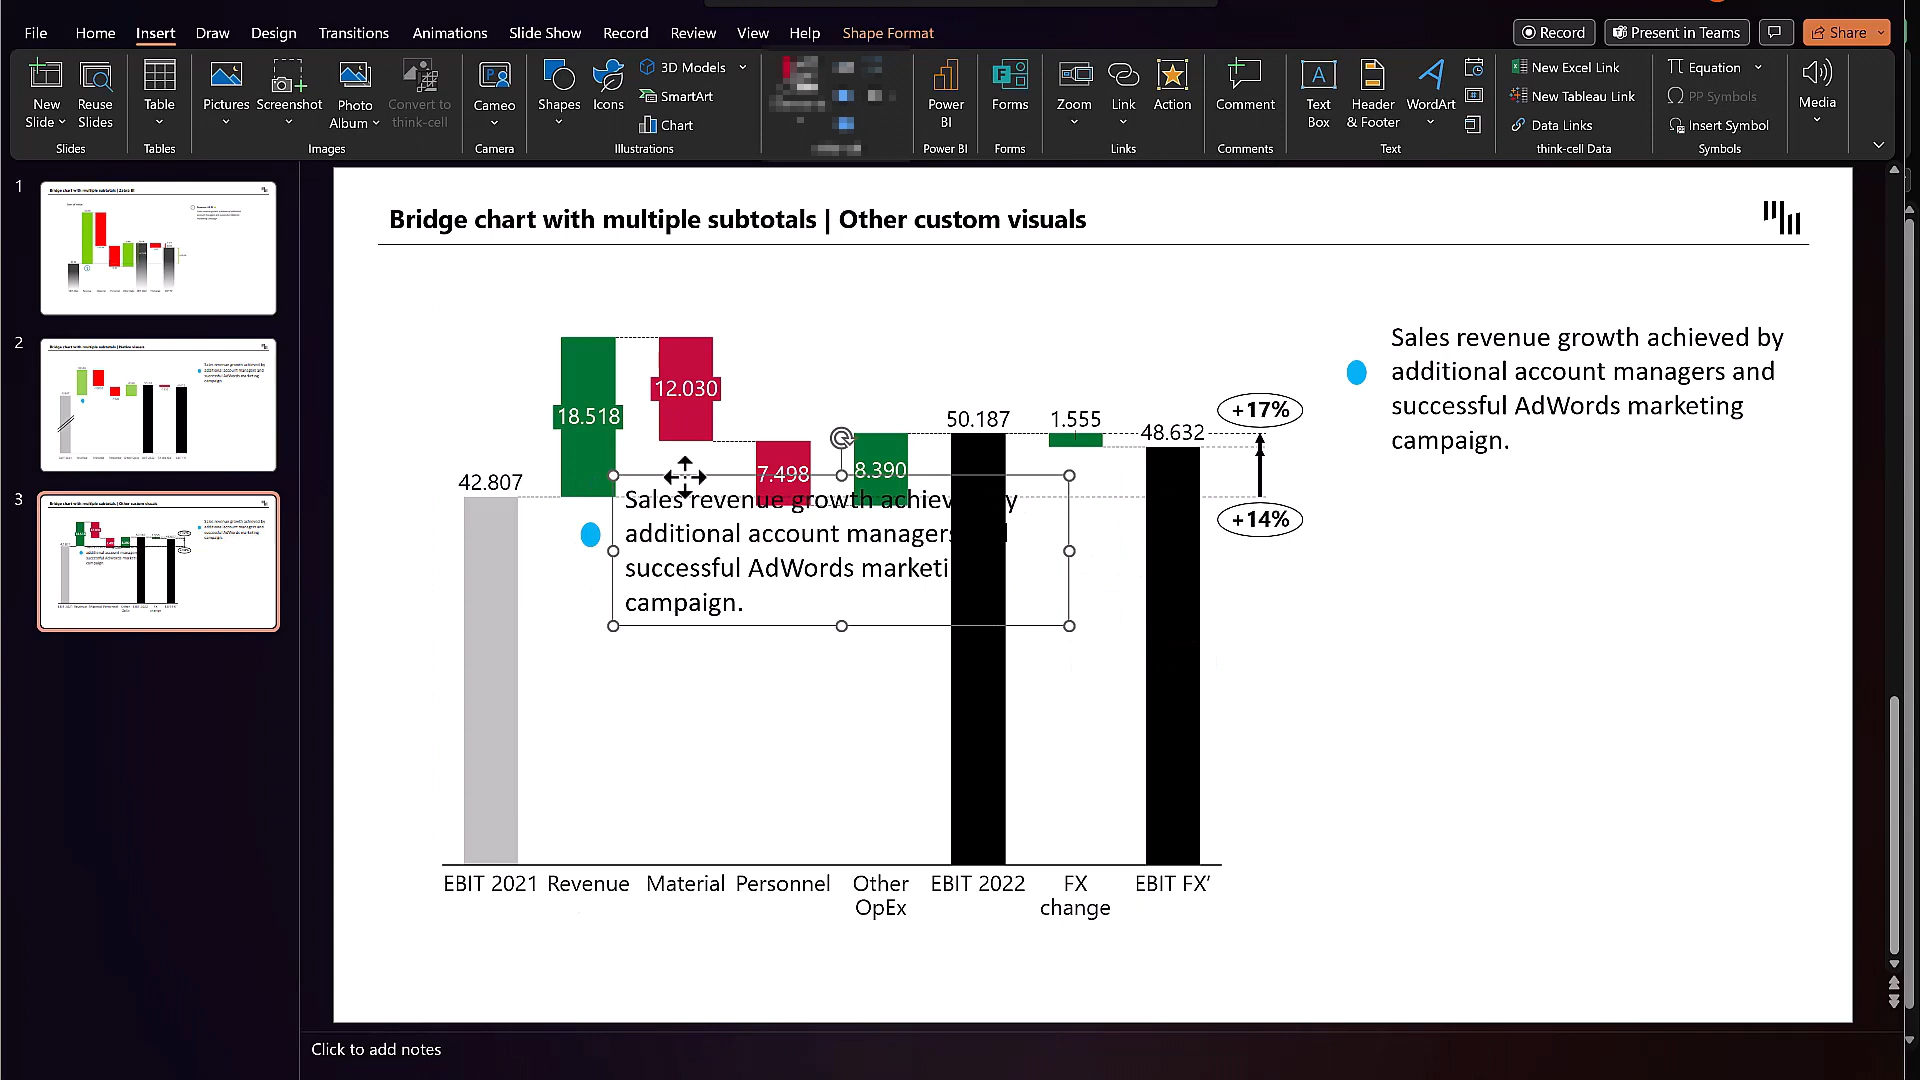 File Home Insert Draw Design Transitions Animations Slide Show Record Review View Help Shape Format Record Present in Teams Share
New Slide
Reuse Slides
Slides
Table
Tables
Pictures
Screenshot
Photo Album
Convert to think-cell
Images
Cameo
Camera
Shapes
Icons
3D Models
SmartArt
Chart
Illustrations
Power BI
Power BI
Forms
Forms
Zoom
Link
Action
Links
Comment
Comments
Text Box
Header & Footer
WordArt
Text
New Excel Link
New Tableau Link
Data Links
think-cell Data
Equation
PP Symbols
Insert Symbol
Symbols
Media
1
2
3
Bridge chart with multiple subtotals | Other custom visuals
Sales revenue growth achieved by
additional account managers and
successful AdWords marketing
campaign.
18.518
12.030
7.498
8.390
50.187
1.555
48.632
42.807
+17%
+14%
Sales revenue growth
additional account managers
successful AdWords
campaign.
EBIT 2021 Revenue Material Personnel Other OpEx EBIT 2022 FX change EBIT FX’
Click to add notes